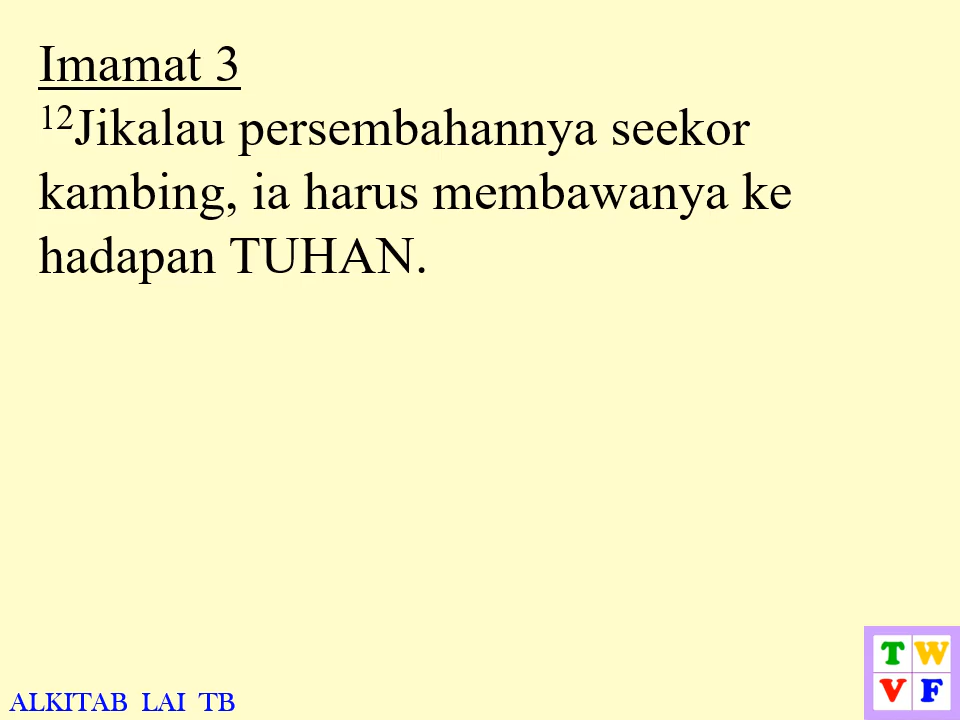 Imamat 3
12Jikalau persembahannya seekor
kambing, ia harus membawanya ke
hadapan TUHAN.
T W
V F
ALKITAB LAI TB